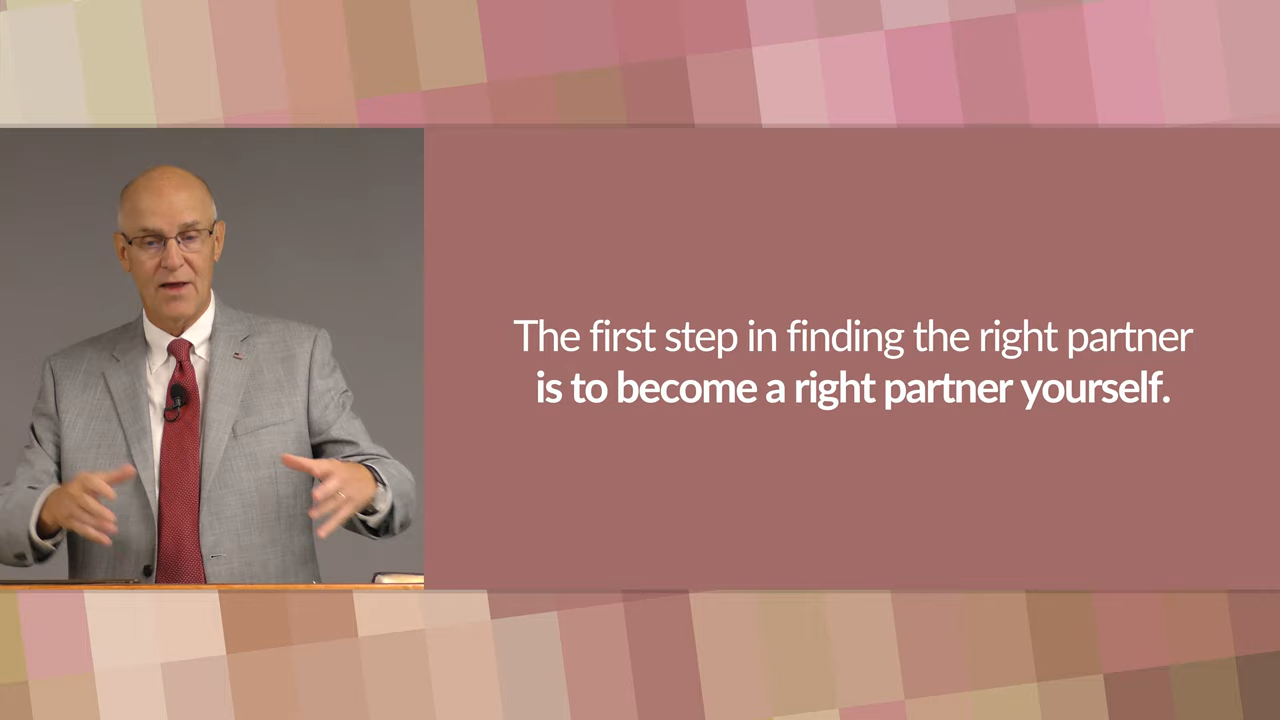 The first step in finding the right partner
is to become a right partner yourself.